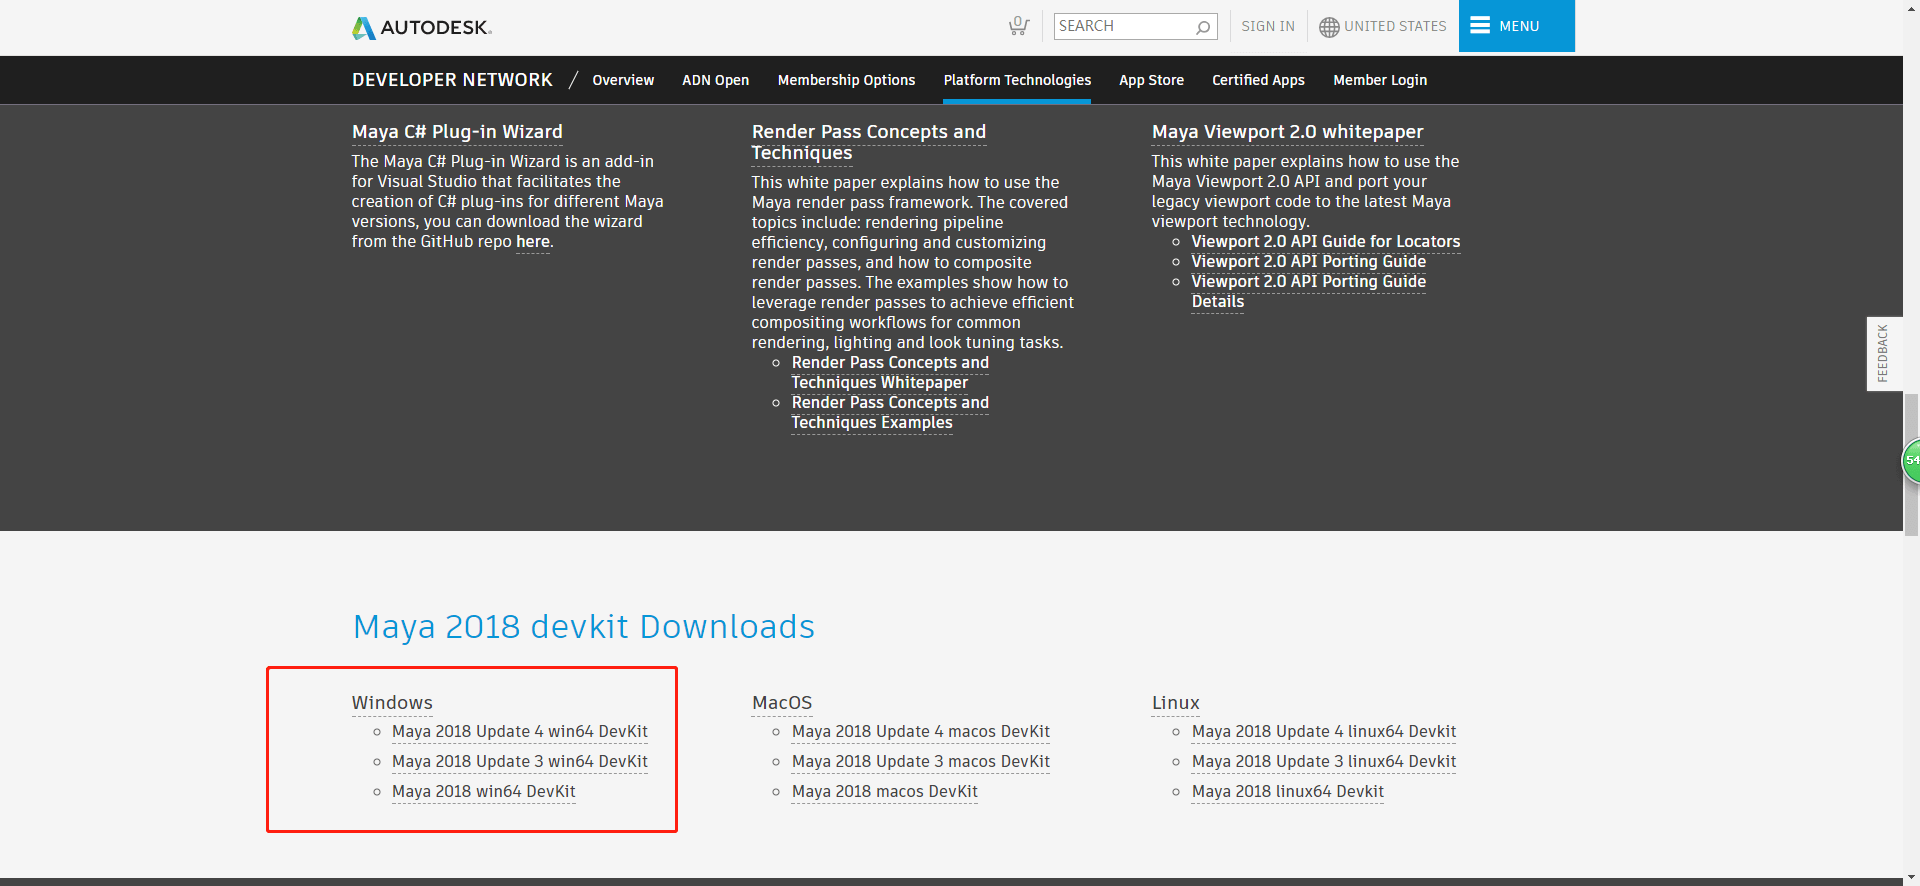 AUTODESK.
0
SEARCH
SIGN IN
UNITED STATES
MENU
DEVELOPER NETWORK / Overview ADN Open Membership Options Platform Technologies App Store Certified Apps Member Login
Maya C# Plug-in Wizard
The Maya C# Plug-in Wizard is an add-in
for Visual Studio that facilitates the
creation of C# plug-ins for different Maya
versions, you can download the wizard
from the GitHub repo here.
Render Pass Concepts and
Techniques
This white paper explains how to use the
Maya render pass framework. The covered
topics include: rendering pipeline
efficiency, configuring and customizing
render passes, and how to composite
render passes. The examples show how to
leverage render passes to achieve efficient
compositing workflows for common
rendering, lighting and look tuning tasks.
Render Pass Concepts and
Techniques Whitepaper
Render Pass Concepts and
Techniques Examples
Maya Viewport 2.0 whitepaper
This white paper explains how to use the
Maya Viewport 2.0 API and port your
legacy viewport code to the latest Maya
viewport technology.
Viewport 2.0 API Guide for Locators
Viewport 2.0 API Porting Guide
Viewport 2.0 API Porting Guide
Details
FEEDBACK
54
Maya 2018 devkit Downloads
Windows
Maya 2018 Update 4 win64 DevKit
Maya 2018 Update 3 win64 DevKit
Maya 2018 win64 DevKit
MacOS
Maya 2018 Update 4 macos DevKit
Maya 2018 Update 3 macos DevKit
Maya 2018 macos DevKit
Linux
Maya 2018 Update 4 linux64 Devkit
Maya 2018 Update 3 linux64 Devkit
Maya 2018 linux64 Devkit